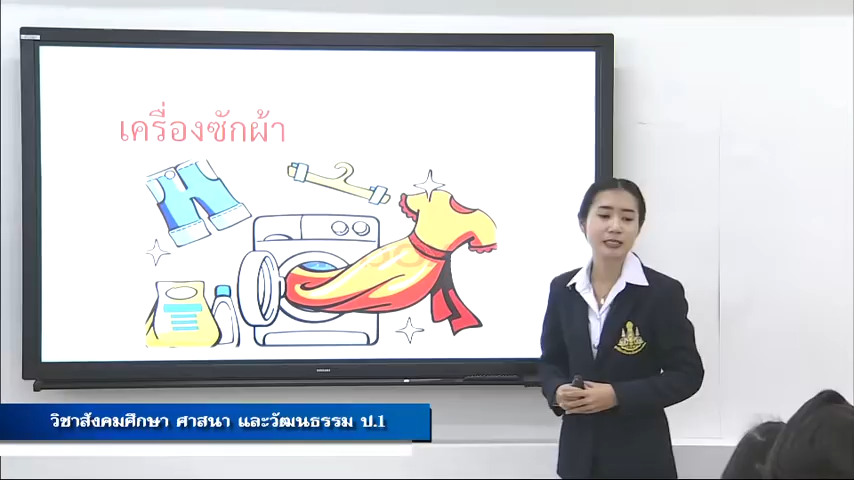 เครื่องซักผ้า
วิชาสังคมศึกษา ศาสนา และวัฒนธรรม ป.1